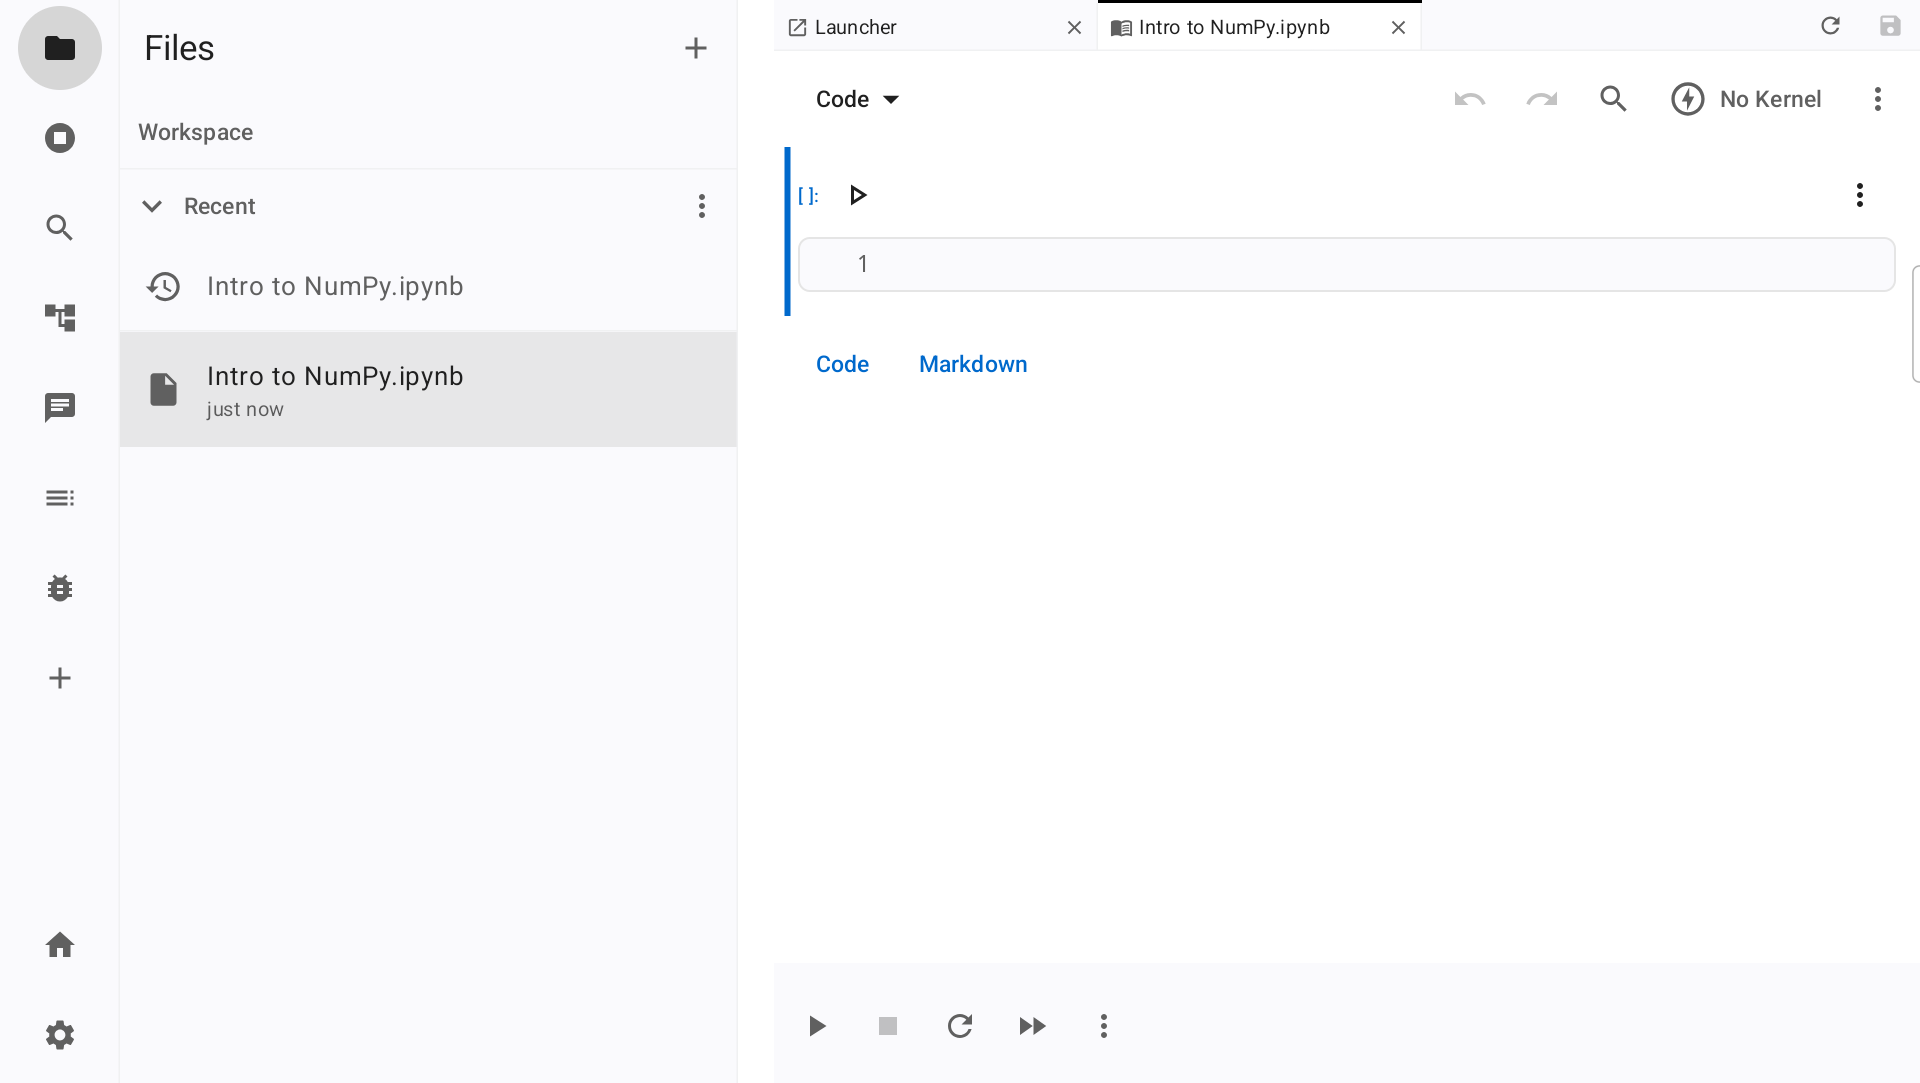 Files
Workspace
Recent
Intro to NumPy.ipynb
Intro to NumPy.ipynb
just now
Launcher
Intro to NumPy.ipynb
Code
No Kernel
[ ]:
1
Code Markdown